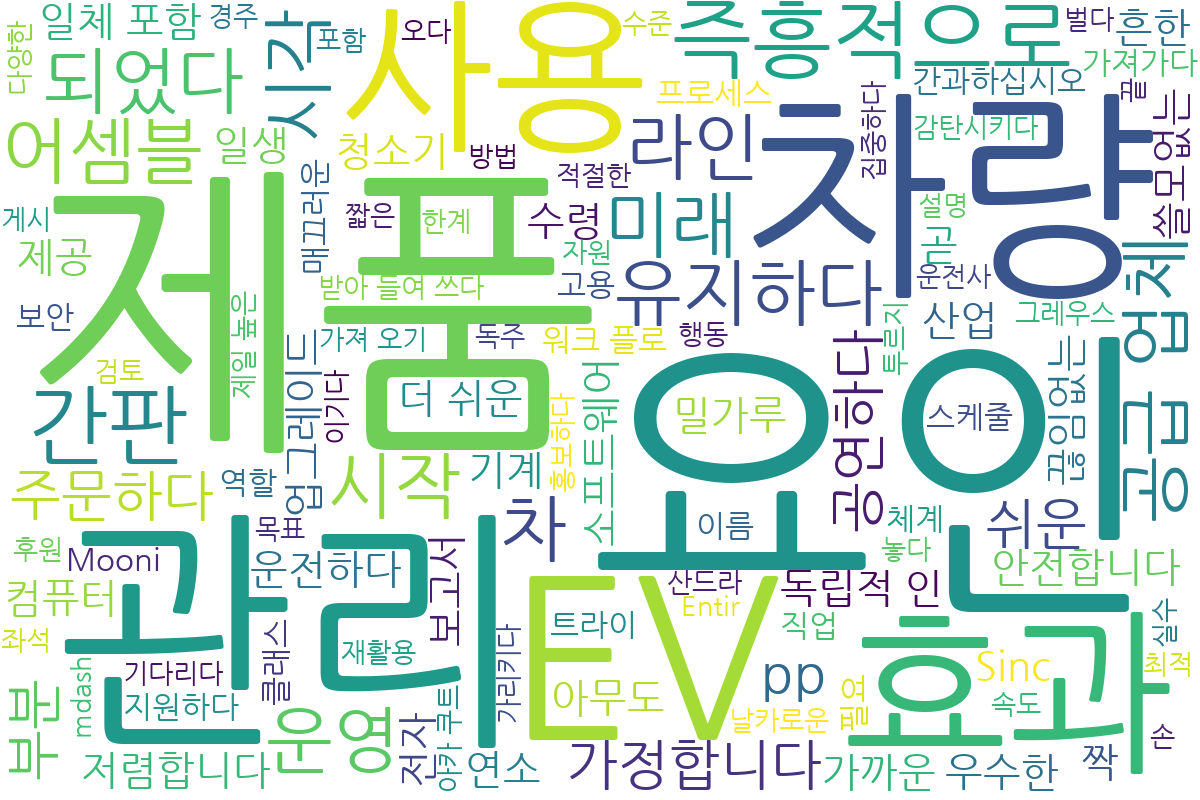 일체 포함
경주
포함
오다
수준
즉흥적으로
벌다
흔한
다양한
되었다
시각
사용
프로세스
간과하십시오
가져가다
끝
어셈블
일생
청소기
방법
라인
차량
집중하다
감탄시키다
쓸모없는
적절한
게시
제공
매끄러운
짧은
한계
수령
미래
설명
곧
자원
운전사
보안
제품
받아 들여 쓰다
고용
유지하다
산업
그레우스
공급 업체
검토
제일 높은
가져 오기
독주
워크 플로
행동
투르지
간판
업그레이드
이기다
더 쉬운
홍보하다
소프트웨어
밀가루
공연하다
스케줄
끊임없는
주문하다
역할
시작
기계
요인
이름
체계
쉬운
후원
Mooni
목표
차
놓다
컴퓨터
운전하다
보고서
산드라
독립적 인
안전합니다
관리
EV
Entir
효과
좌석
클래스
재활용
가리키다
트라이
직업
실수
기다리다
pp
Sinc
최적
부분
mdash
지원하다
운영
전자
아카 쿠트
아무도
날카로운
필요
속도
손
저렴합니다
연소
가정합니다
가까운
우수한
짝